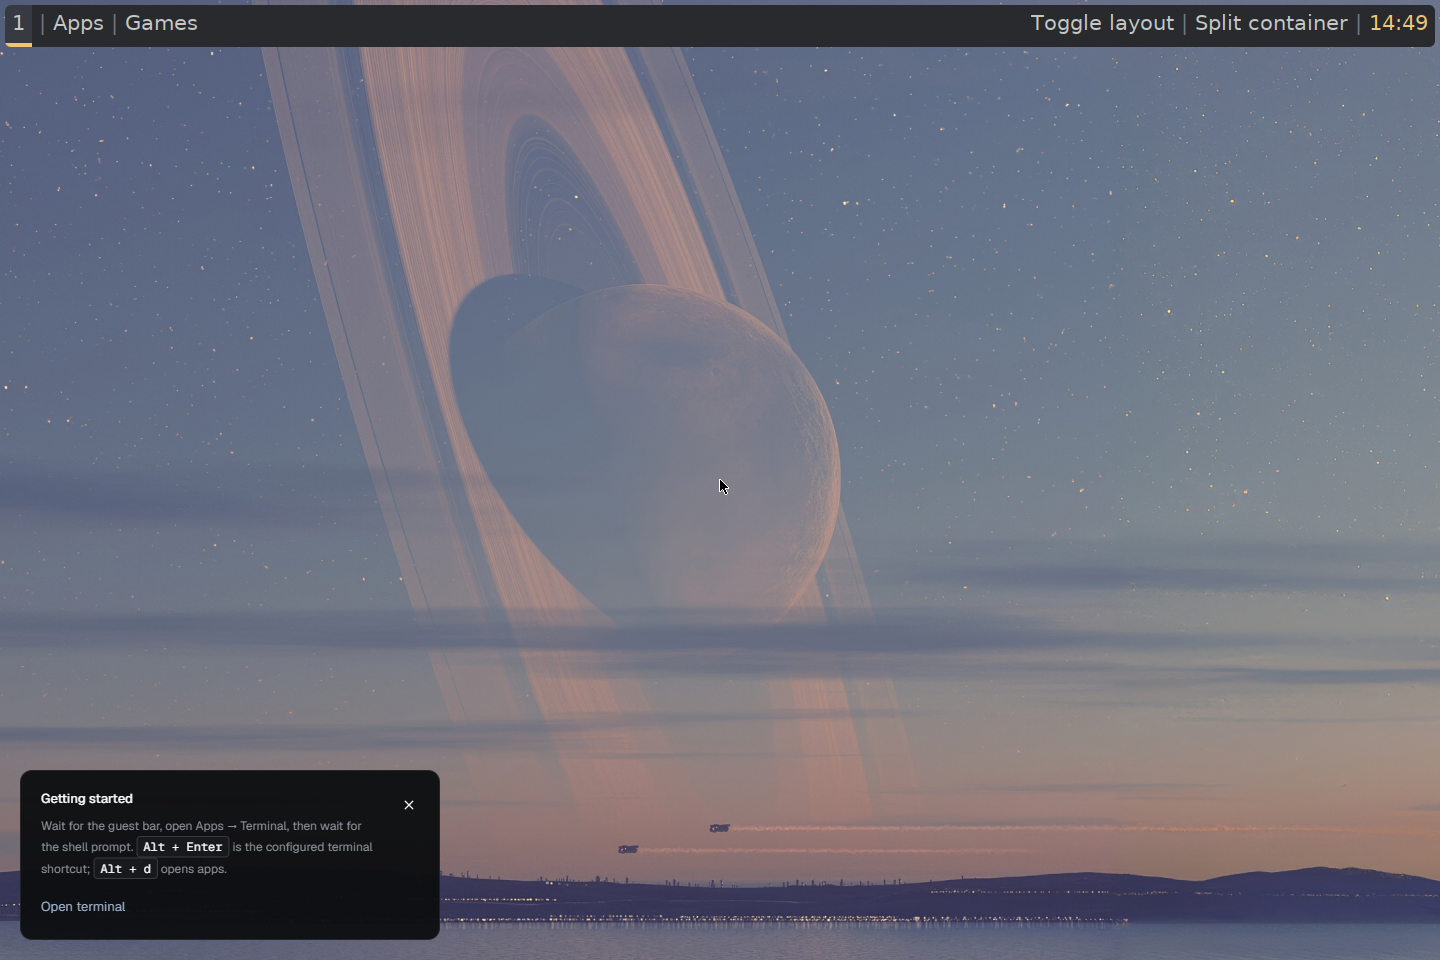 1 | Apps | Games
Toggle layout | Split container | 14:49
Getting started
Wait for the guest bar, open Apps → Terminal, then wait for
the shell prompt. Alt + Enter is the configured terminal
shortcut; Alt + d opens apps.
Open terminal